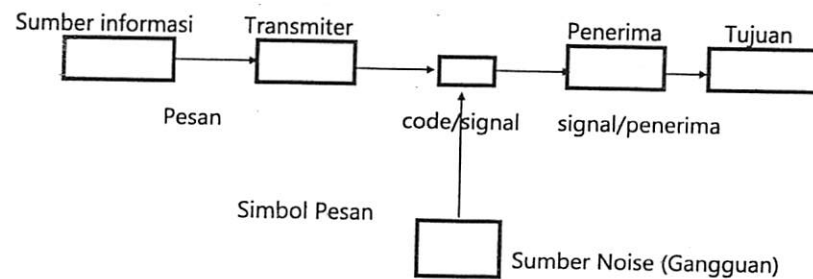 Sumber informasi
Transmiter
Penerima
Tujuan
Pesan
code/signal
signal/penerima
Simbol Pesan
Sumber Noise (Gangguan)